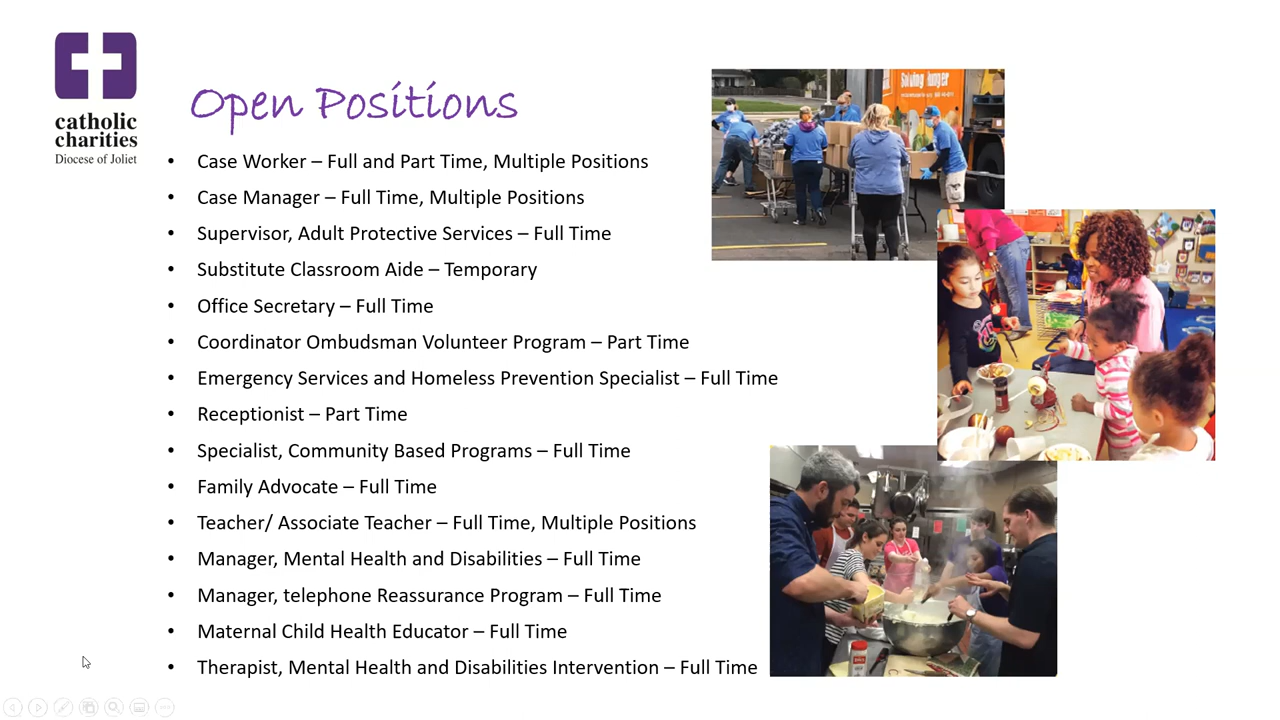 catholic
charities
Diocese of Joliet
Open Positions
• Case Worker – Full and Part Time, Multiple Positions
• Case Manager – Full Time, Multiple Positions
• Supervisor, Adult Protective Services – Full Time
• Substitute Classroom Aide – Temporary
• Office Secretary – Full Time
• Coordinator Ombudsman Volunteer Program – Part Time
• Emergency Services and Homeless Prevention Specialist – Full Time
• Receptionist – Part Time
• Specialist, Community Based Programs – Full Time
• Family Advocate – Full Time
• Teacher/ Associate Teacher – Full Time, Multiple Positions
• Manager, Mental Health and Disabilities – Full Time
• Manager, telephone Reassurance Program – Full Time
• Maternal Child Health Educator – Full Time
• Therapist, Mental Health and Disabilities Intervention – Full Time
Solving Hunger